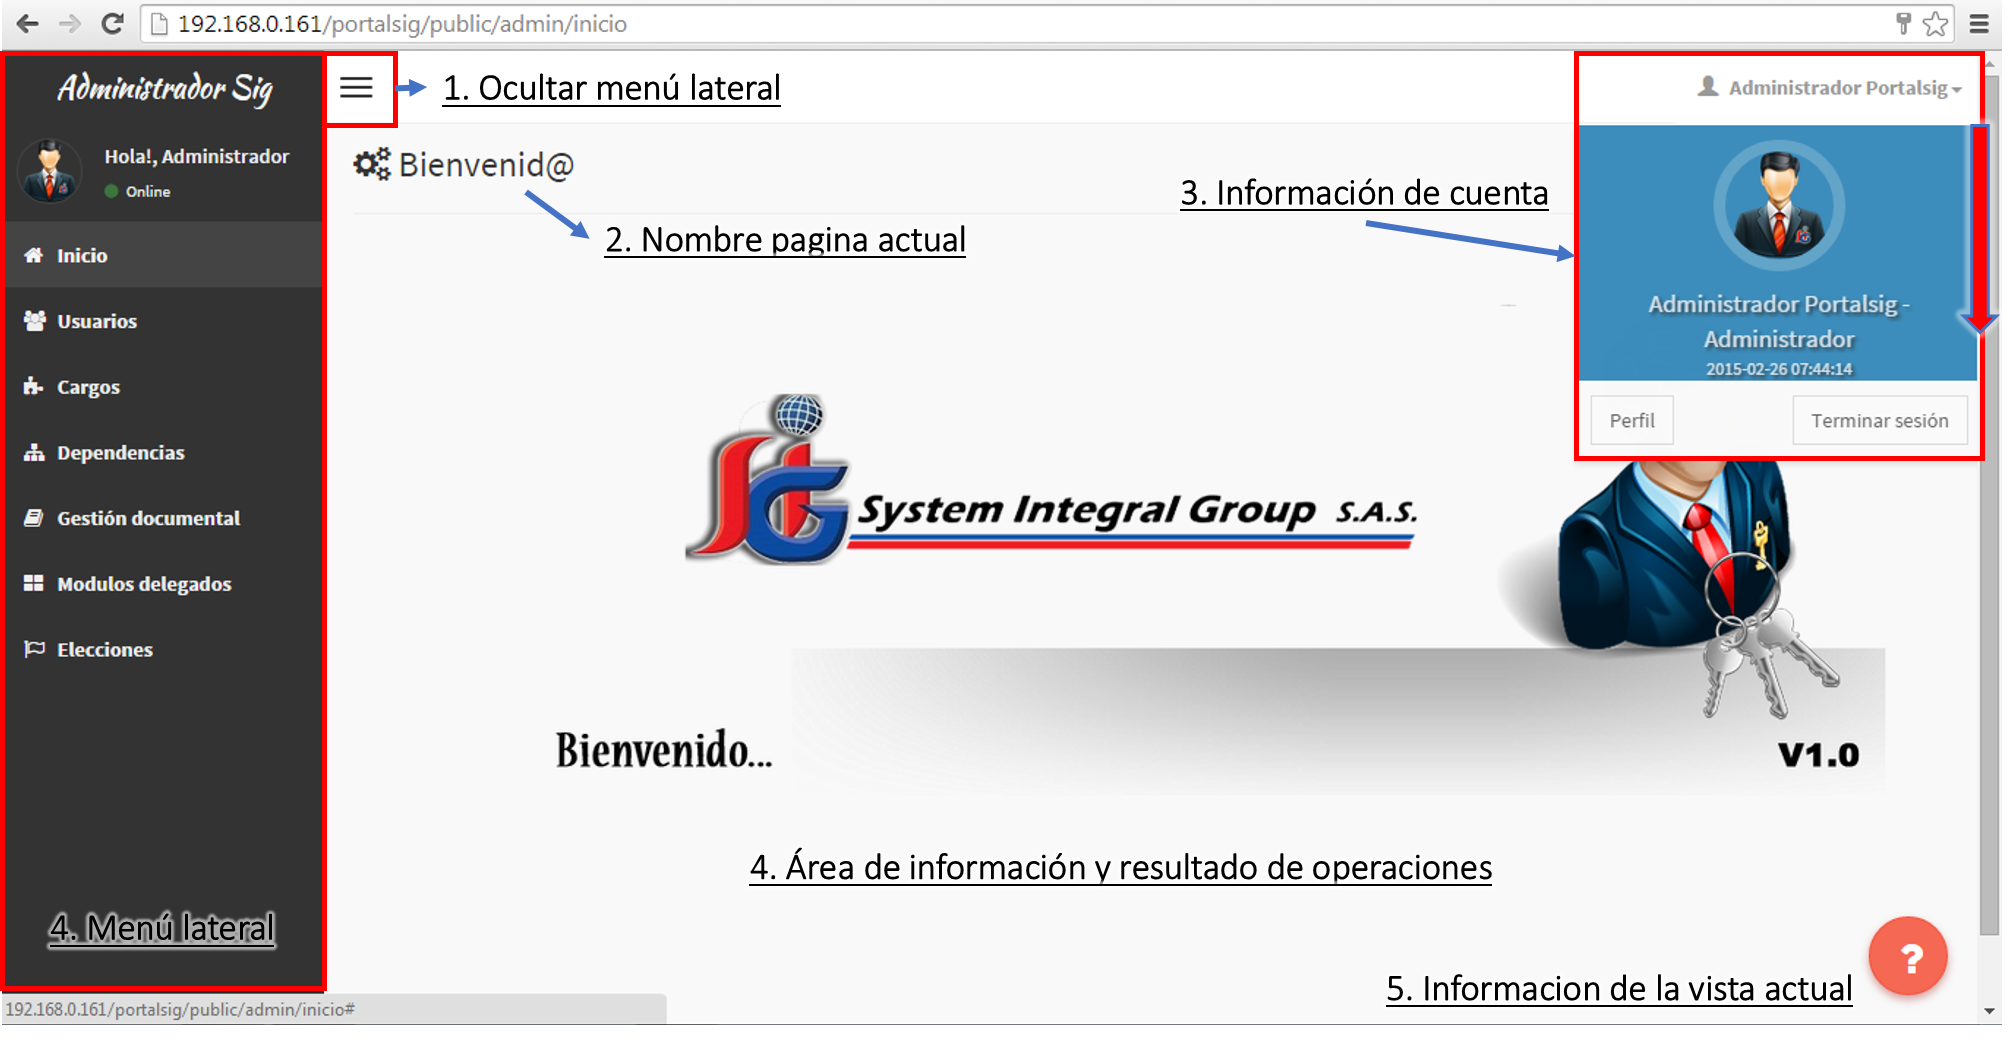 192.168.0.161/portalsig/public/admin/inicio
Administrador Sig
1. Ocultar menú lateral
Administrador Portalsig
Hola!, Administrador
Online
Bienvenid@
2. Nombre pagina actual
3. Información de cuenta
Administrador Portalsig -
Administrador
2015-02-26 07:44:14
Perfil
Terminar sesión
Inicio
Usuarios
Cargos
Dependencias
Gestión documental
Modulos delegados
Elecciones
SIG
System Integral Group S.A.S.
Bienvenido...
V1.0
4. Área de información y resultado de operaciones
4. Menú lateral
5. Informacion de la vista actual
?
192.168.0.161/portalsig/public/admin/inicio#